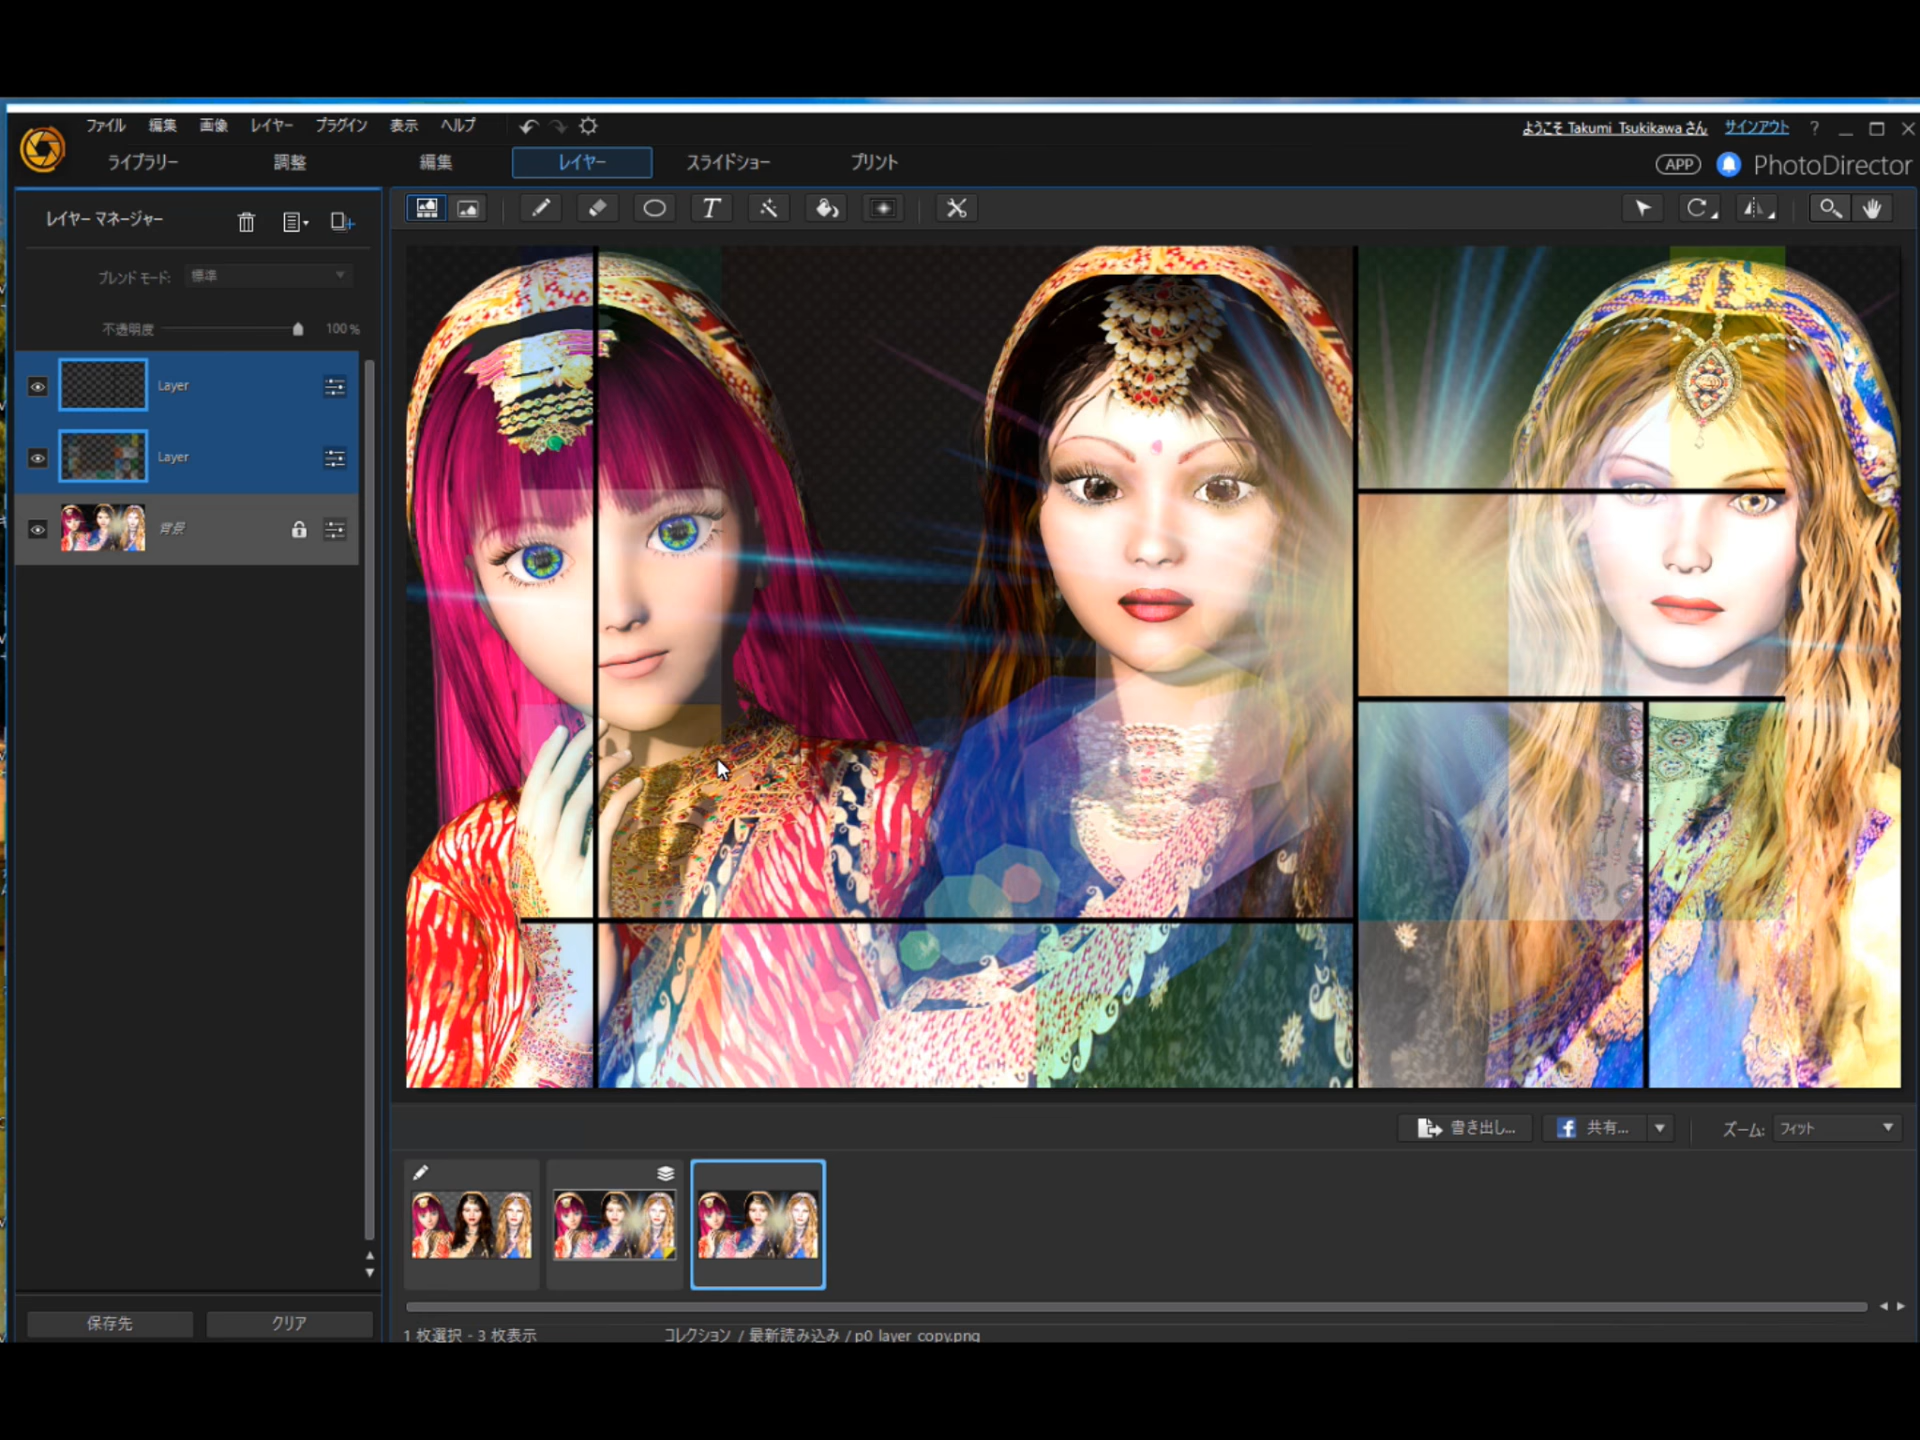 ファイル 編集 画像 レイヤー プラグイン 表示 ヘルプ
ようこそ Takumi Tsukikawa さん サインアウト ?
ライブラリー 調整 編集 レイヤー スライドショー プリント
APP PhotoDirector
レイヤー マネージャー
T
ブレンド モード: 標準
不透明度 100 %
Layer
Layer
背景
書き出し... f 共有... ズーム: フィット
保存先 クリア
1 枚選択 - 3 枚表示 コレクション / 最新読み込み / p0 layer copy.png